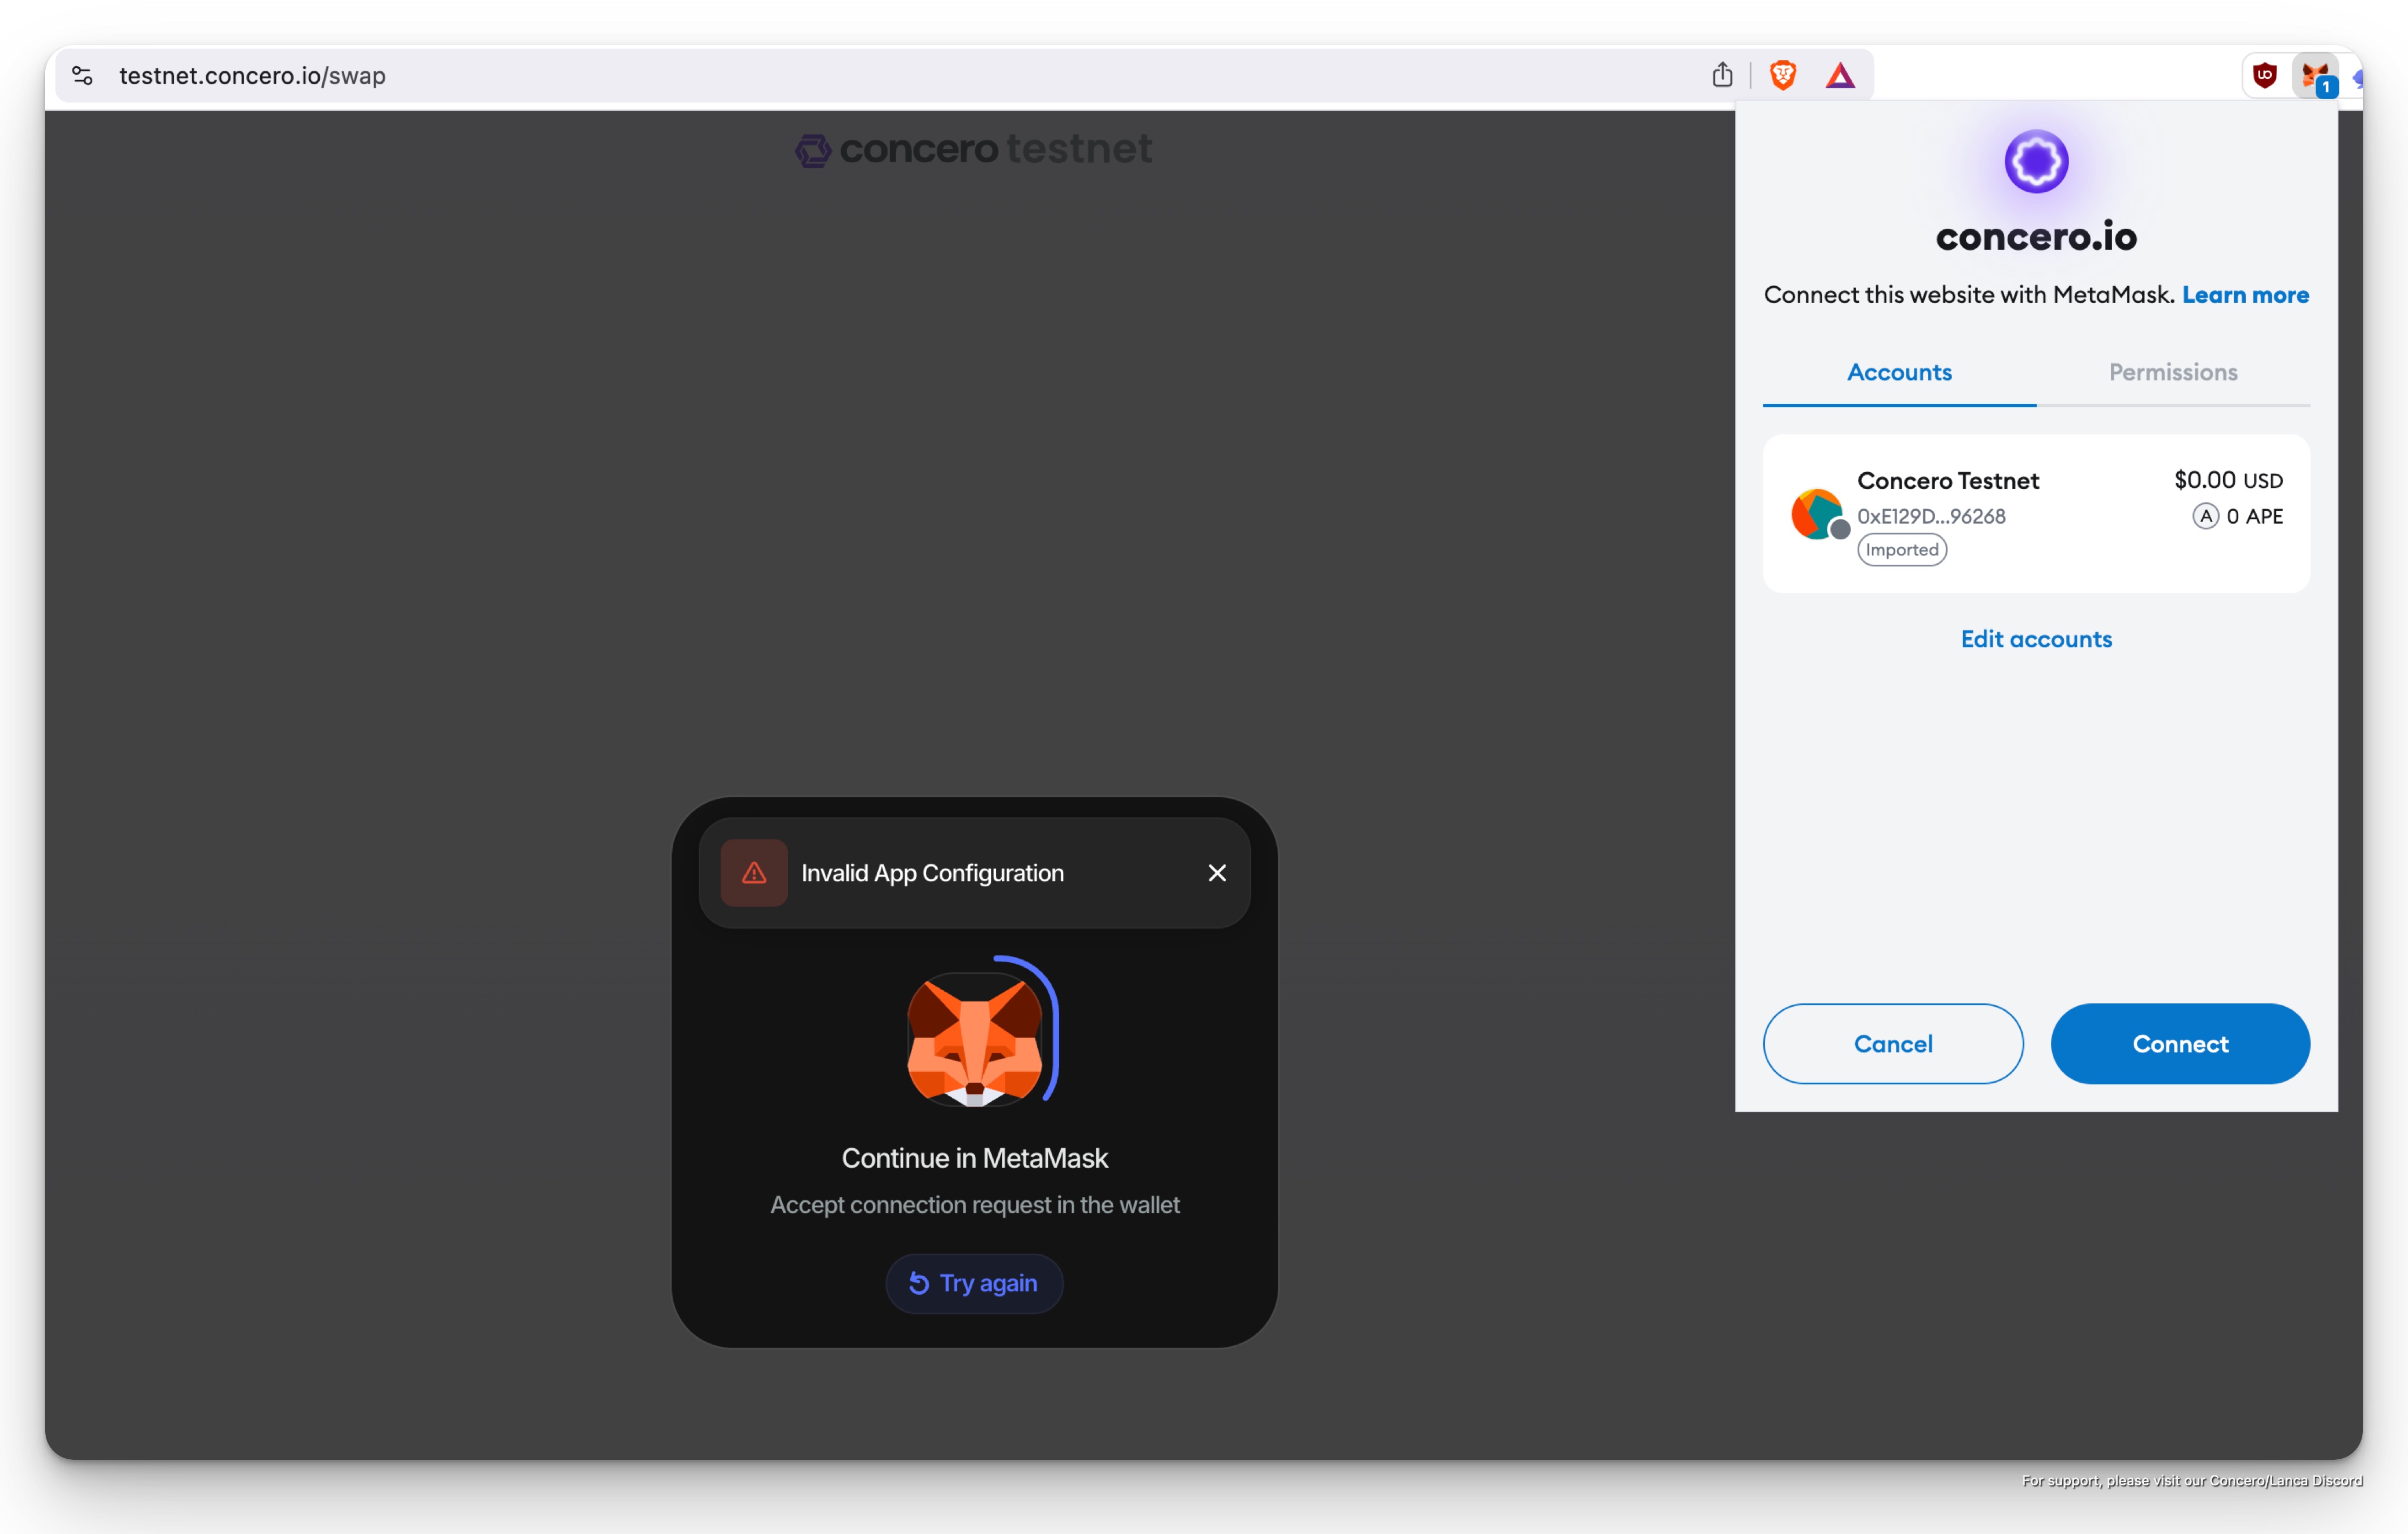 testnet.concero.io/swap
1
concero testnet
concero.io
Connect this website with MetaMask. Learn more
Accounts
Permissions
Concero Testnet
$0.00 USD
0xE129D...96268
A 0 APE
Imported
Edit accounts
Cancel
Connect
Invalid App Configuration
Continue in MetaMask
Accept connection request in the wallet
Try again
For support, please visit our Concero/Lanca Discord